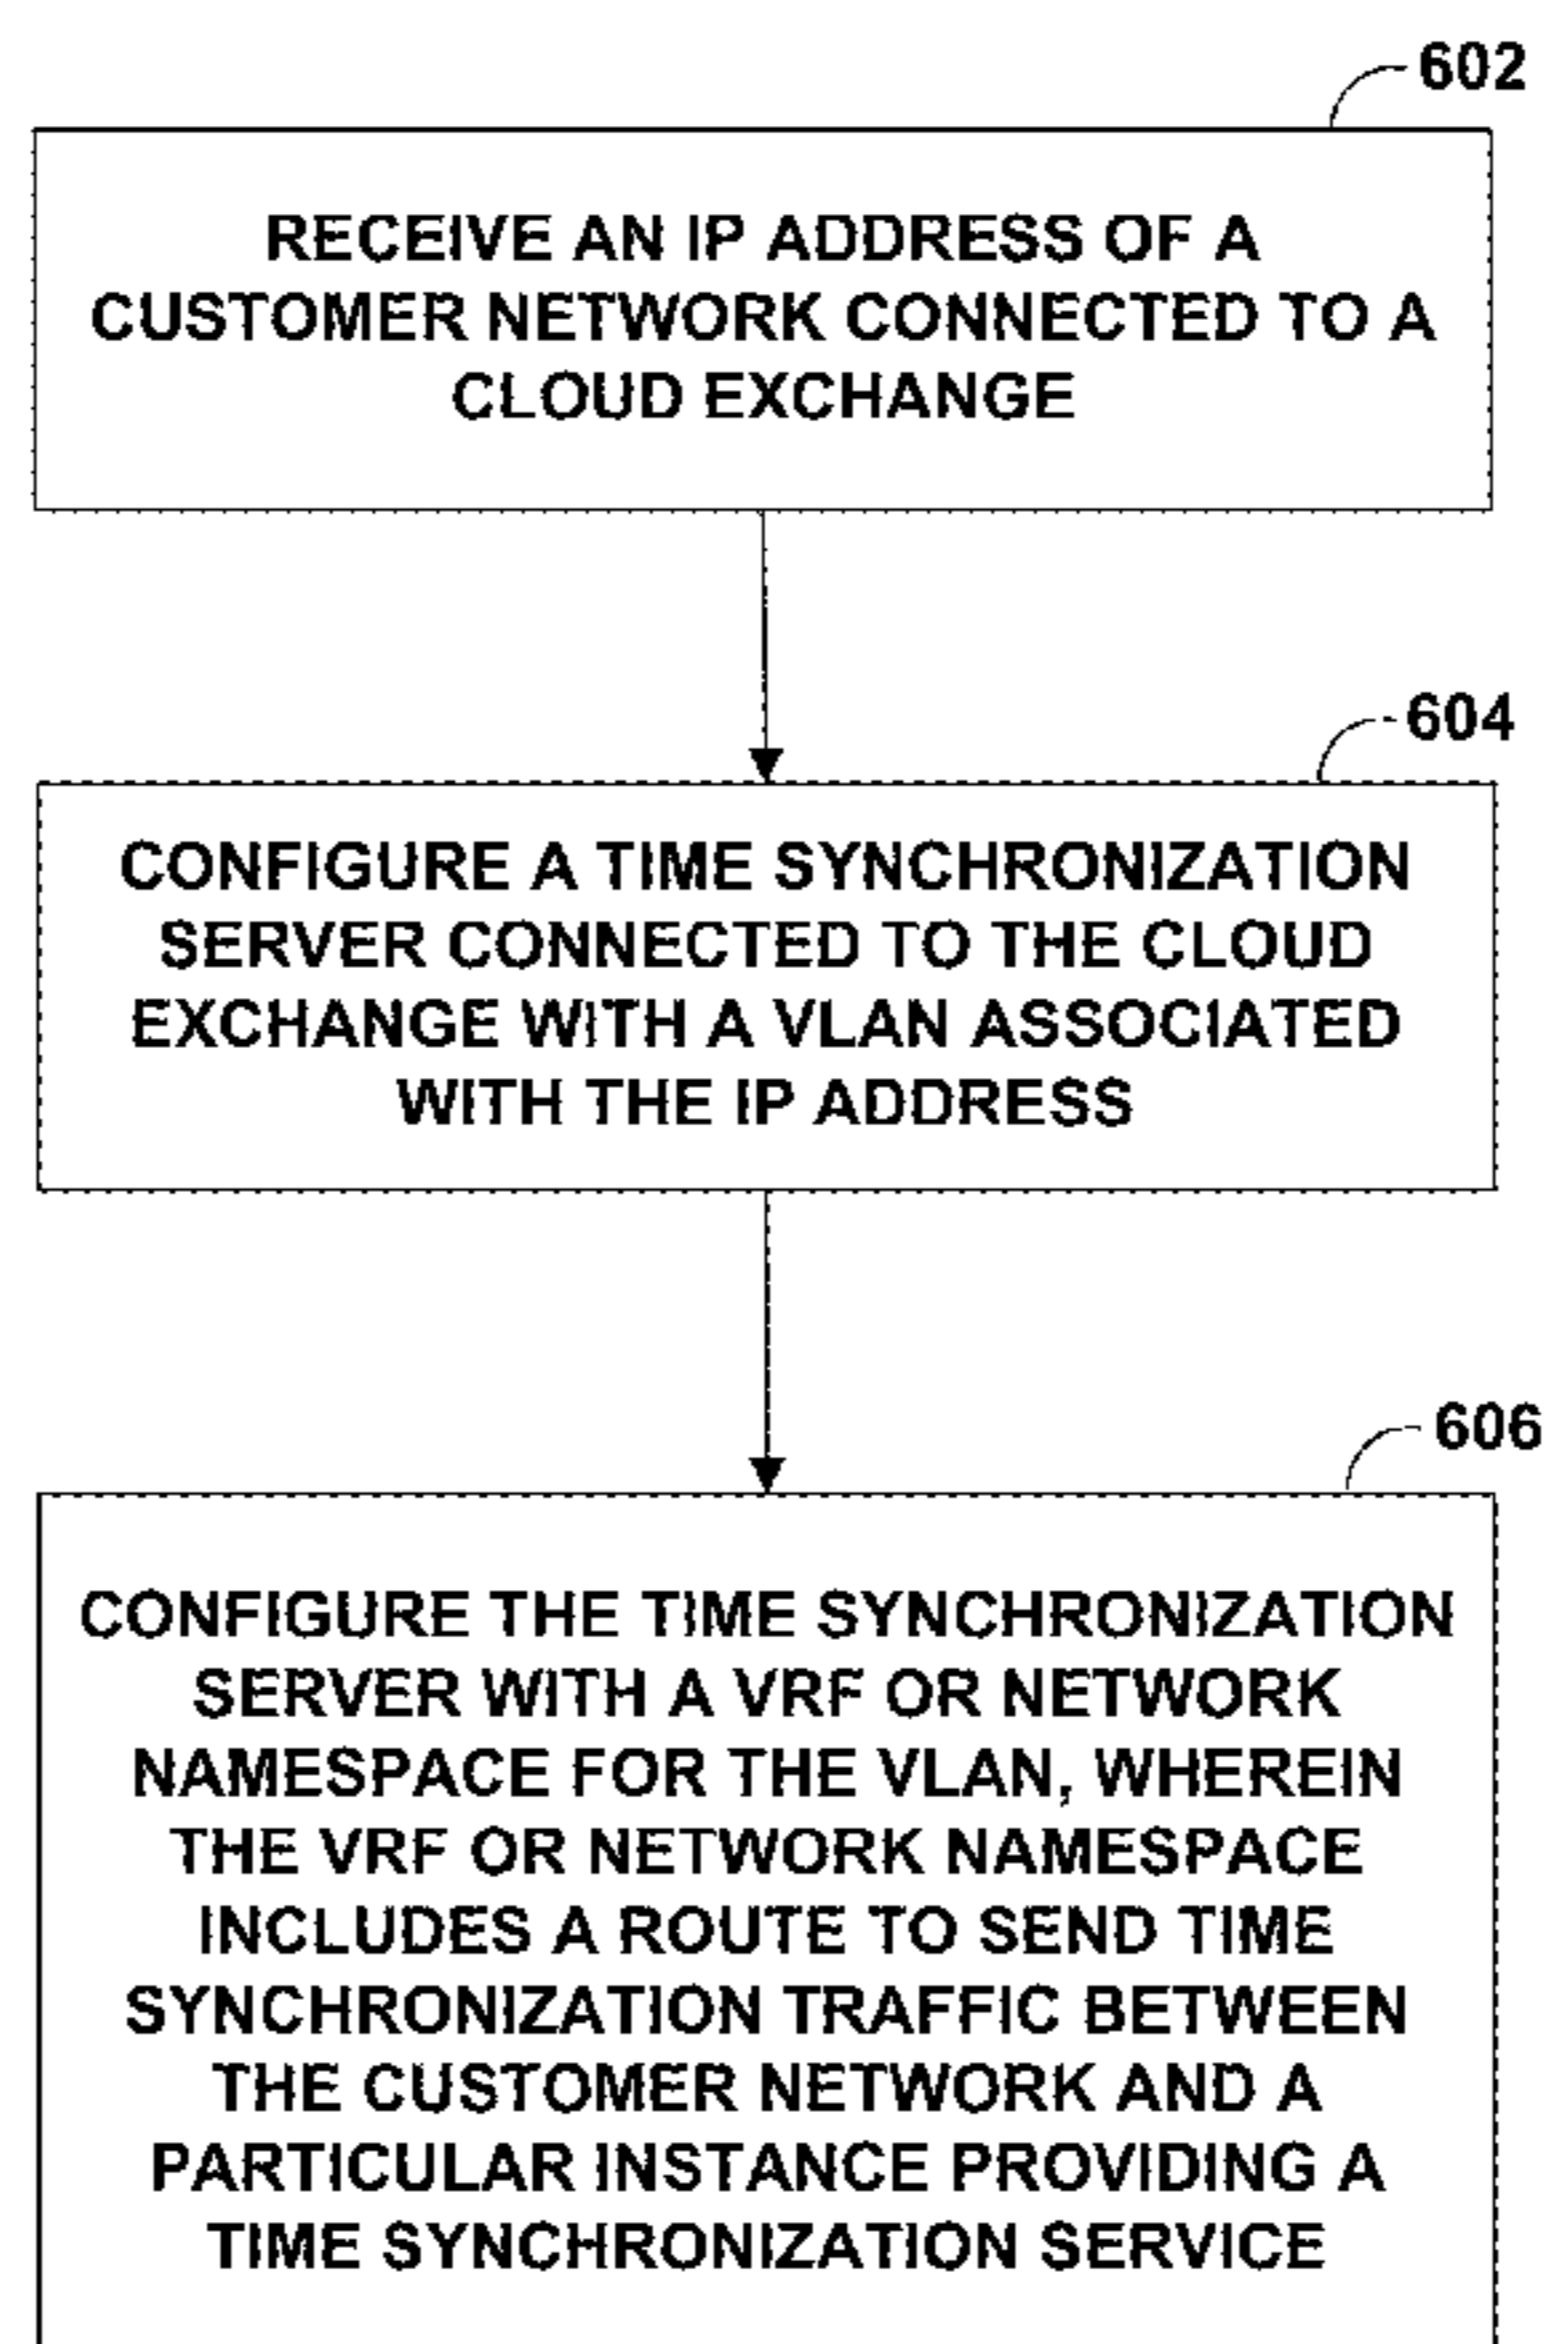 602
RECEIVE AN IP ADDRESS OF A
CUSTOMER NETWORK CONNECTED TO A
CLOUD EXCHANGE
604
CONFIGURE A TIME SYNCHRONIZATION
SERVER CONNECTED TO THE CLOUD
EXCHANGE WITH A VLAN ASSOCIATED
WITH THE IP ADDRESS
606
CONFIGURE THE TIME SYNCHRONIZATION
SERVER WITH A VRF OR NETWORK
NAMESPACE FOR THE VLAN, WHEREIN
THE VRF OR NETWORK NAMESPACE
INCLUDES A ROUTE TO SEND TIME
SYNCHRONIZATION TRAFFIC BETWEEN
THE CUSTOMER NETWORK AND A
PARTICULAR INSTANCE PROVIDING A
TIME SYNCHRONIZATION SERVICE